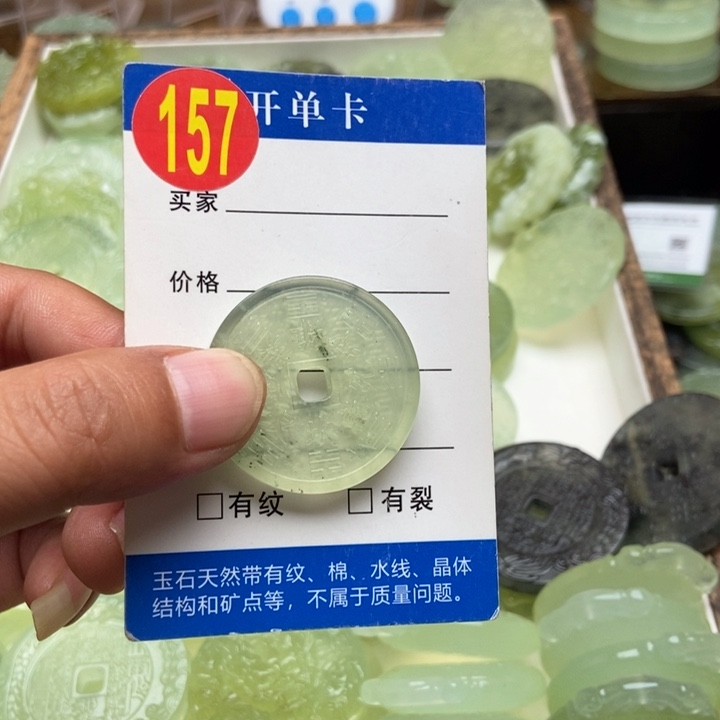 157
开单卡
买家
价格
有纹
有裂
玉石天然带有纹、棉、水线、晶体
结构和矿点等，不属于质量问题。